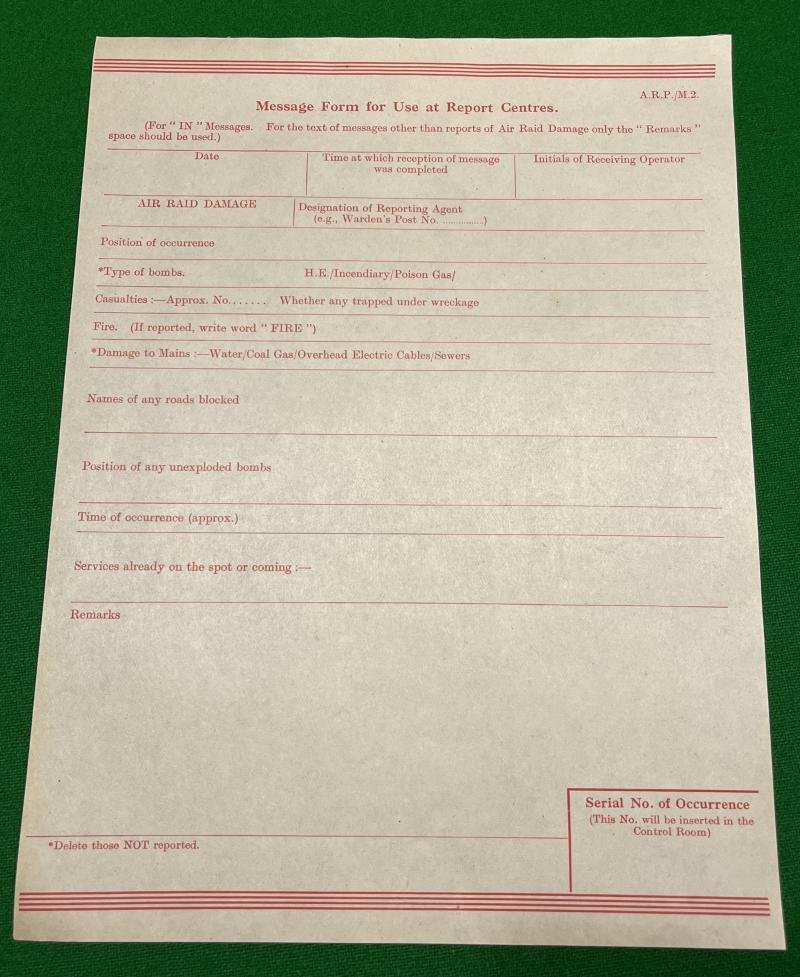 A.R.P./M.2.
Message Form for Use at Report Centres.
(For " IN " Messages. For the text of messages other than reports of Air Raid Damage only the " Remarks "
space should be used.)
Date
Time at which reception of message
was completed
Initials of Receiving Operator
AIR RAID DAMAGE
Designation of Reporting Agent
(e.g., Warden's Post No. ...............)
Position of occurrence
*Type of bombs. H.E./Incendiary/Poison Gas/
Casualties :—Approx. No....... Whether any trapped under wreckage
Fire. (If reported, write word " FIRE ")
*Damage to Mains :—Water/Coal Gas/Overhead Electric Cables/Sewers
Names of any roads blocked
Position of any unexploded bombs
Time of occurrence (approx.)
Services already on the spot or coming :—
Remarks
Serial No. of Occurrence
(This No. will be inserted in the
Control Room)
*Delete those NOT reported.